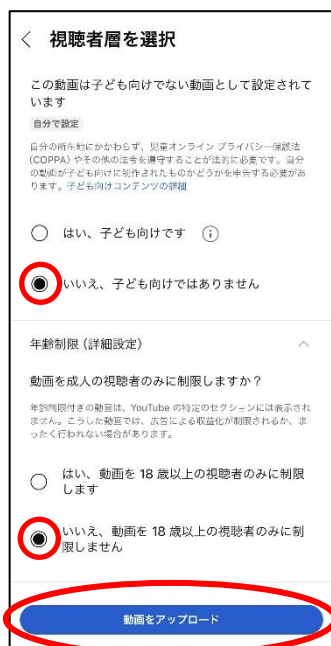 視聴者層を選択
この動画は子ども向けでない動画として設定されて
います
自分で設定
自分の所在地にかかわらず、児童オンライン プライバシー保護法
(COPPA) やその他の法令を遵守することが法的に必要です。自分
の動画が子ども向けに制作されたものかどうかを申告する必要があ
ります。子ども向けコンテンツの詳細
はい、子ども向けです
いいえ、子ども向けではありません
年齢制限 (詳細設定)
動画を成人の視聴者のみに制限しますか？
年齢制限付きの動画は、YouTube の特定のセクションには表示され
ません。こうした動画では、広告による収益化が制限されるか、ま
ったく行われない場合があります。
はい、動画を 18 歳以上の視聴者のみに制限
します
いいえ、動画を 18 歳以上の視聴者のみに制
限しません
動画をアップロード